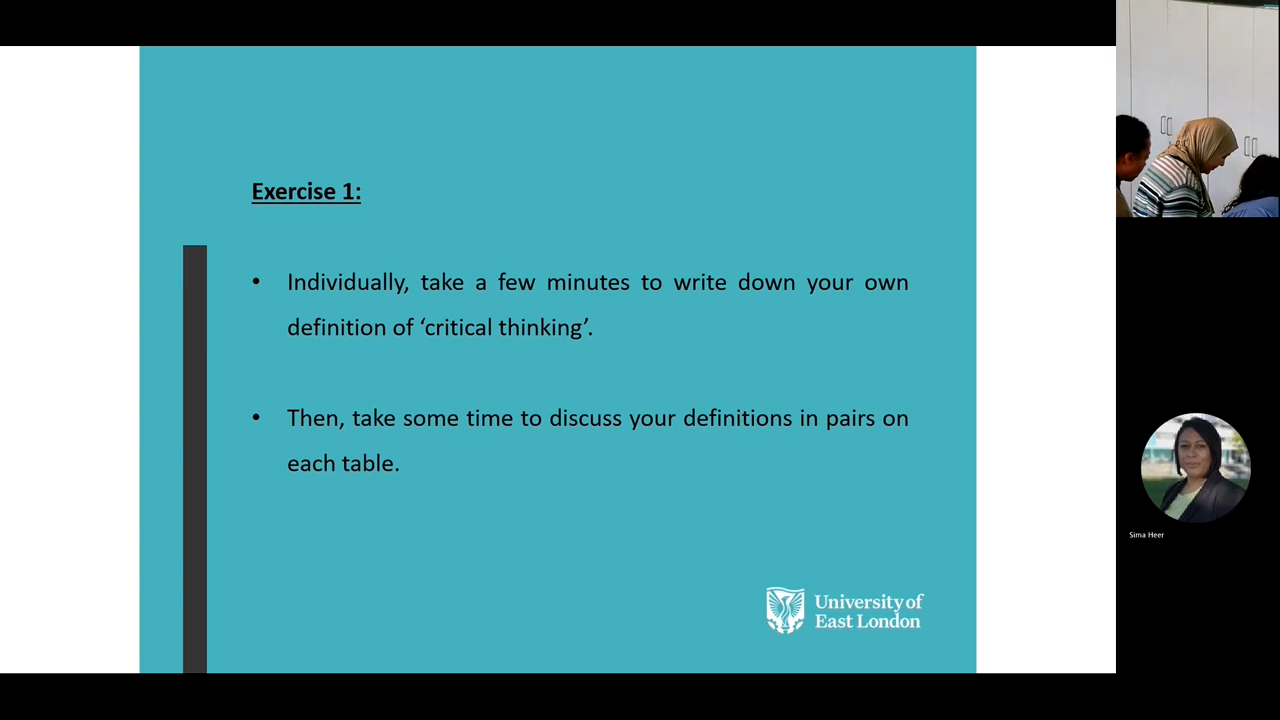 Exercise 1:
• Individually, take a few minutes to write down your own
definition of ‘critical thinking’.
• Then, take some time to discuss your definitions in pairs on
each table.
University of
East London
Sima Heer